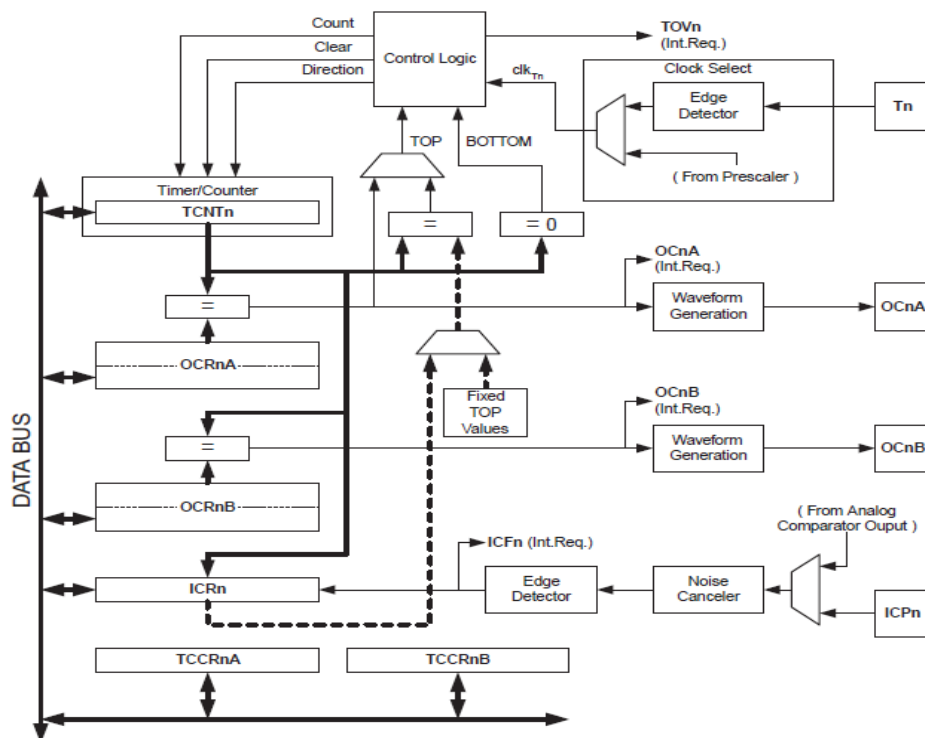 Count
Clear
Direction
Control Logic
TOVn
(Int.Req.)
clkTn
Clock Select
Edge
Detector
Tn
( From Prescaler )
TOP
BOTTOM
Timer/Counter
TCNTn
=
= 0
=
OCnA
(Int.Req.)
Waveform
Generation
OCnA
OCRnA
Fixed
TOP
Values
OCnB
(Int.Req.)
=
Waveform
Generation
OCnB
DATA BUS
OCRnB
( From Analog
Comparator Ouput )
ICFn (Int.Req.)
ICRn
Edge
Detector
Noise
Canceler
ICPn
TCCRnA
TCCRnB